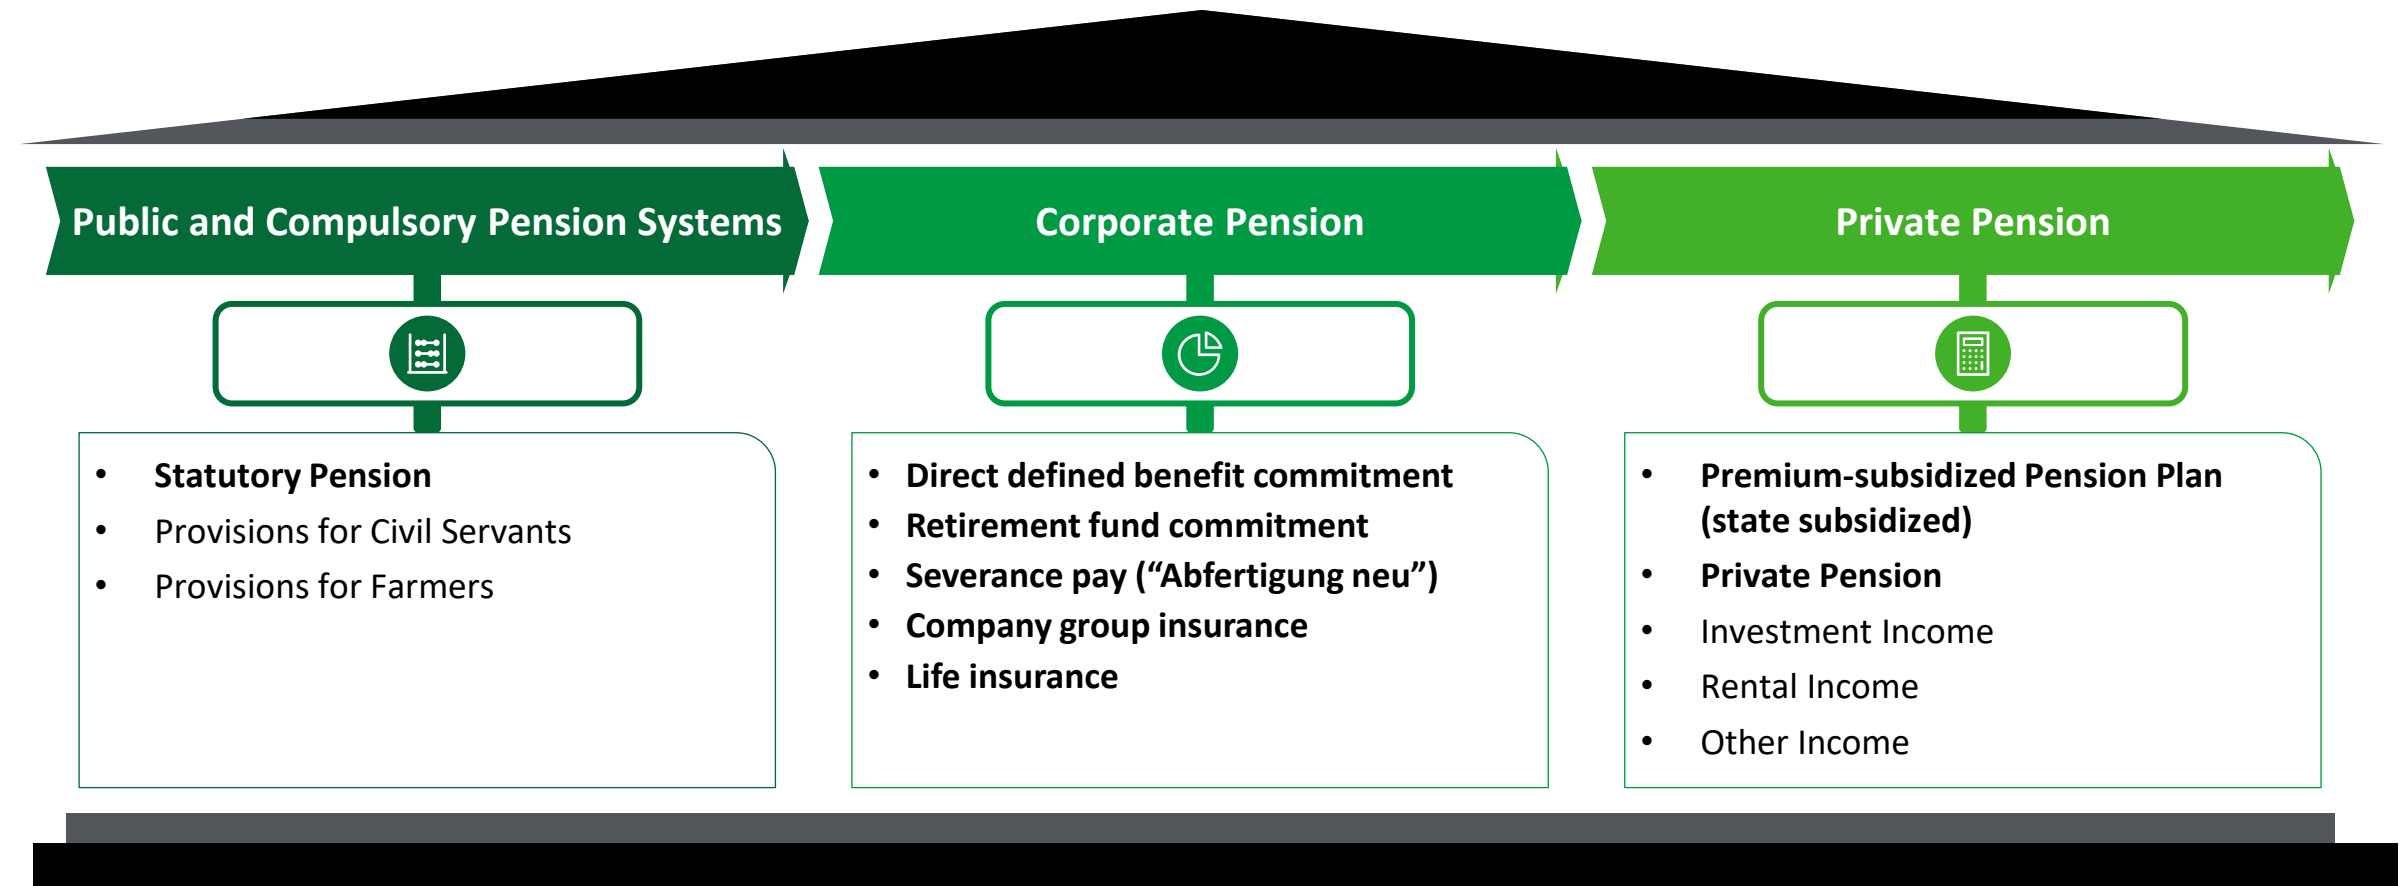 Public and Compulsory Pension Systems
• Statutory Pension
• Provisions for Civil Servants
• Provisions for Farmers
Corporate Pension
• Direct defined benefit commitment
• Retirement fund commitment
• Severance pay (“Abfertigung neu”)
• Company group insurance
• Life insurance
Private Pension
• Premium-subsidized Pension Plan
(state subsidized)
• Private Pension
• Investment Income
• Rental Income
• Other Income